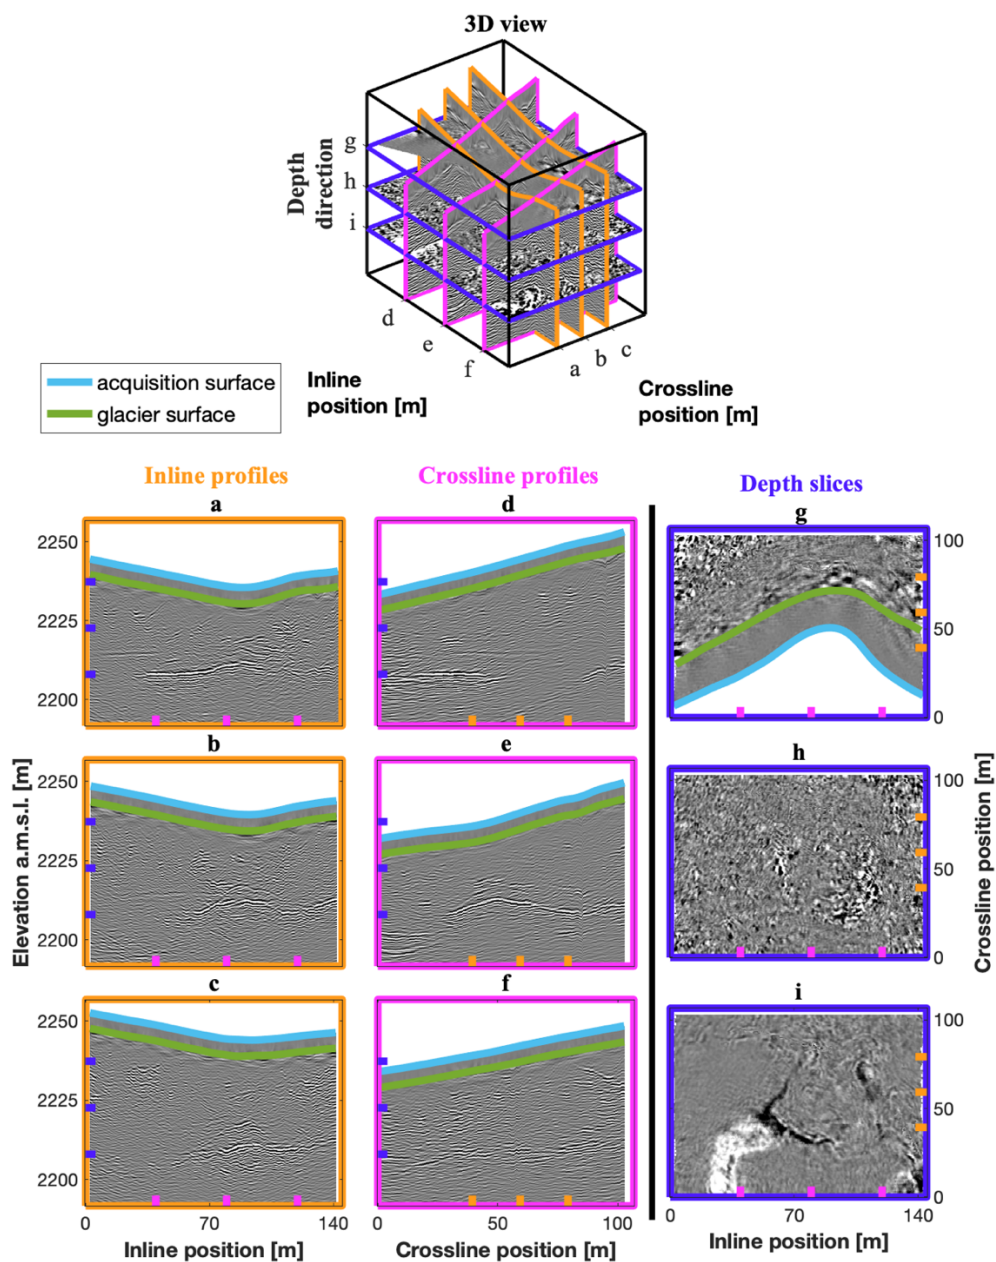 3D view
Depth
direction
g
h
i
d
e
f
a
b
c
Inline
position [m]
Crossline
position [m]
acquisition surface
glacier surface
Inline profiles
Crossline profiles
Depth slices
a
d
g
2250
2225
2200
100
50
0
b
e
h
2250
2225
2200
100
50
0
Elevation a.m.s.l. [m]
Crossline position [m]
c
f
i
2250
2225
2200
100
50
0
0
70
140
0
50
100
0
70
140
Inline position [m]
Crossline position [m]
Inline position [m]